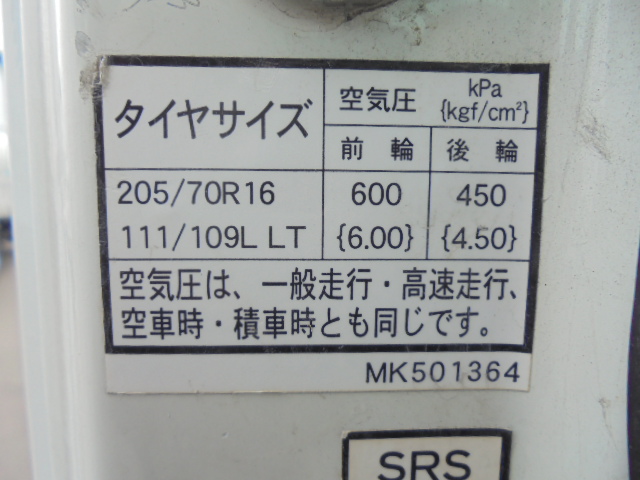 タイヤサイズ
空気圧 kPa
{kgf/cm²}
前輪 後輪
205/70R16 600 450
111/109L LT {6.00} {4.50}
空気圧は、一般走行・高速走行、
空車時・積車時とも同じです。
MK501364
SRS